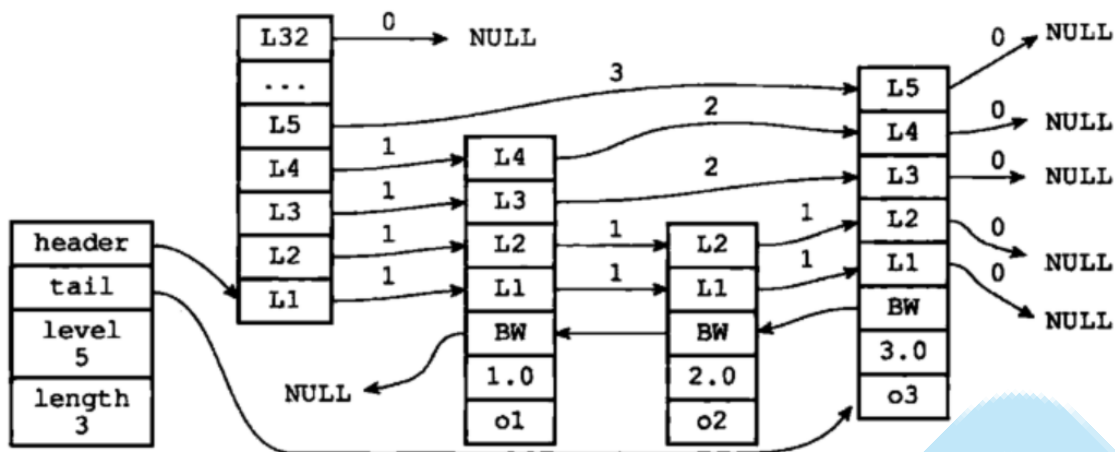 header
tail
level
5
length
3
L32
...
L5
L4
L3
L2
L1
0
NULL
3
1
1
1
1
L4
L3
L2
L1
BW
1.0
o1
NULL
2
2
1
1
L2
L1
BW
2.0
o2
1
1
L5
L4
L3
L2
L1
BW
3.0
o3
0
NULL
0
NULL
0
NULL
0
NULL
0
NULL